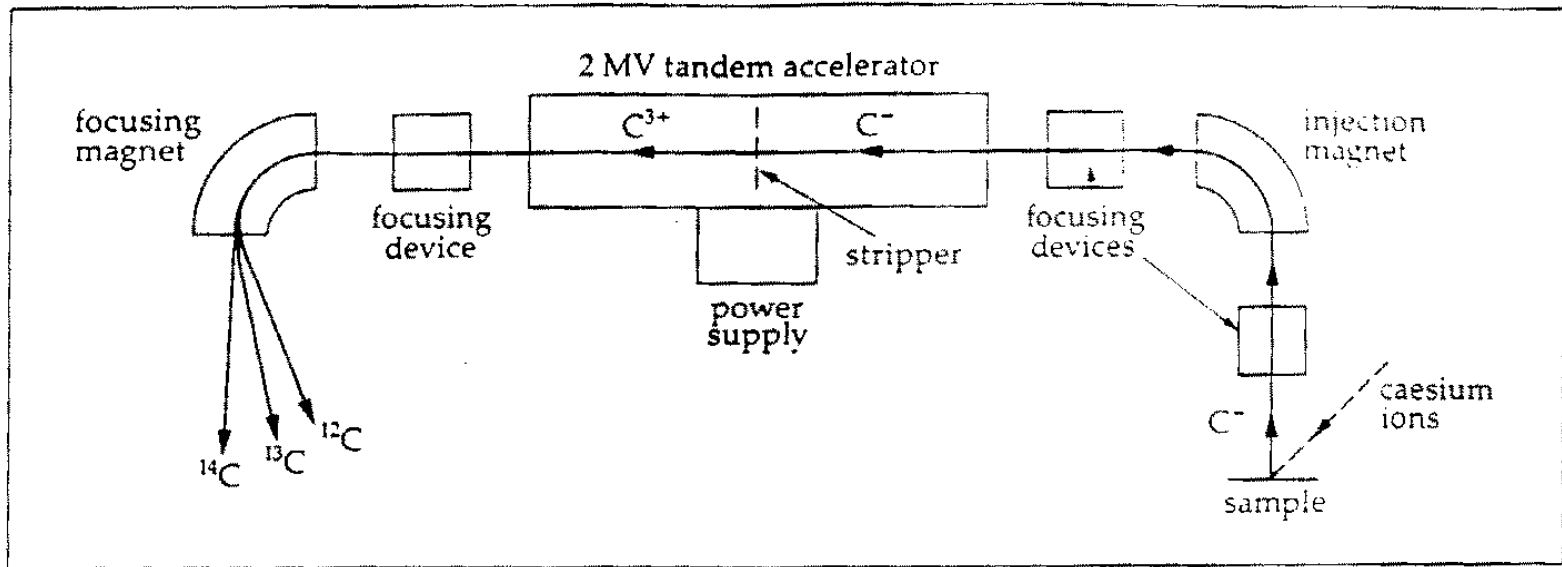 2 MV tandem accelerator
focusing
magnet
C³⁺
C⁻
injection
magnet
focusing
device
stripper
focusing
devices
power
supply
caesium
ions
C⁻
¹⁴C
¹³C
¹²C
sample